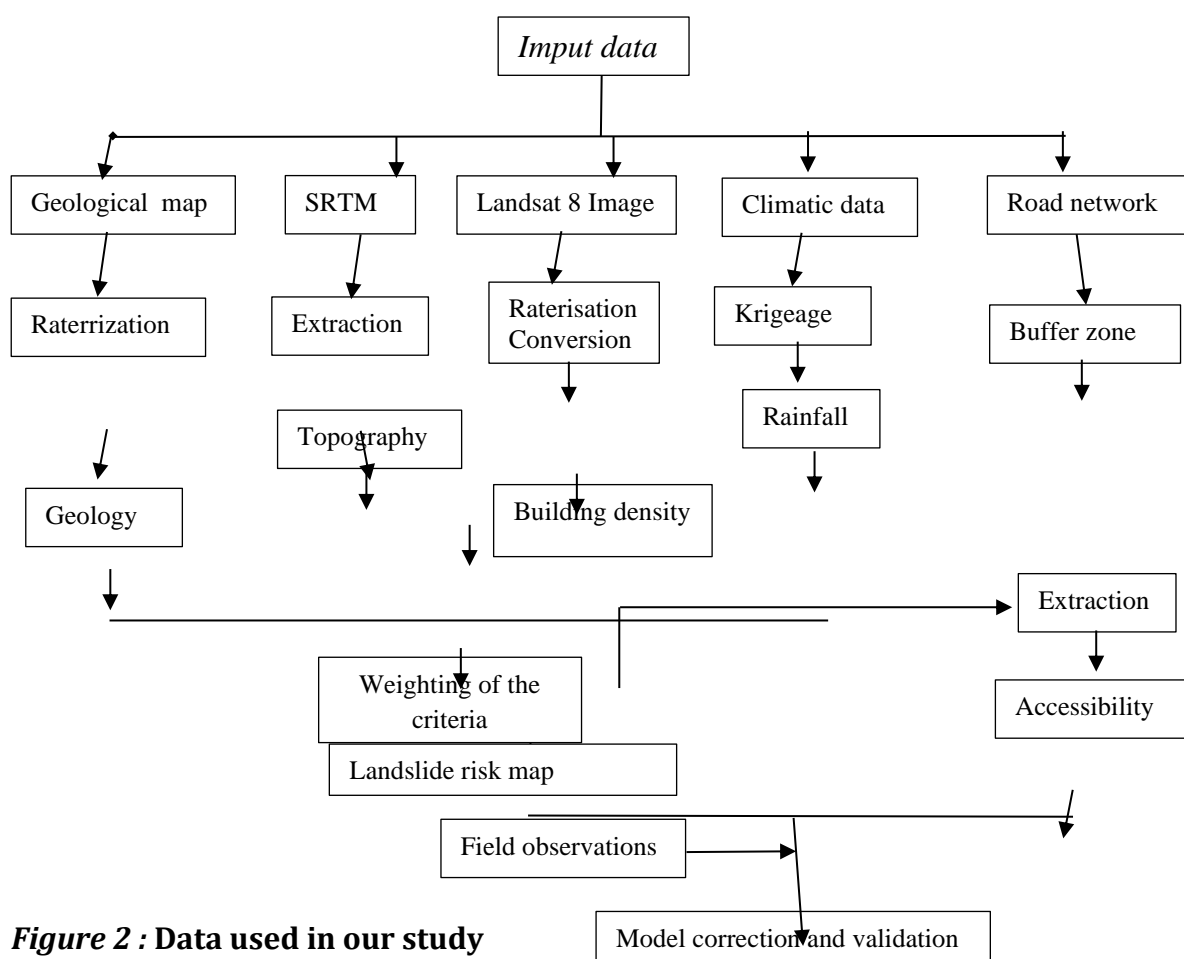 Imput data
Geological map
SRTM
Landsat 8 Image
Climatic data
Road network
Raterrization
Extraction
Raterisation
Conversion
Krigeage
Buffer zone
Topography
Rainfall
Geology
Building density
Extraction
Weighting of the
criteria
Accessibility
Landslide risk map
Field observations
Model correction and validation
Figure 2 : Data used in our study